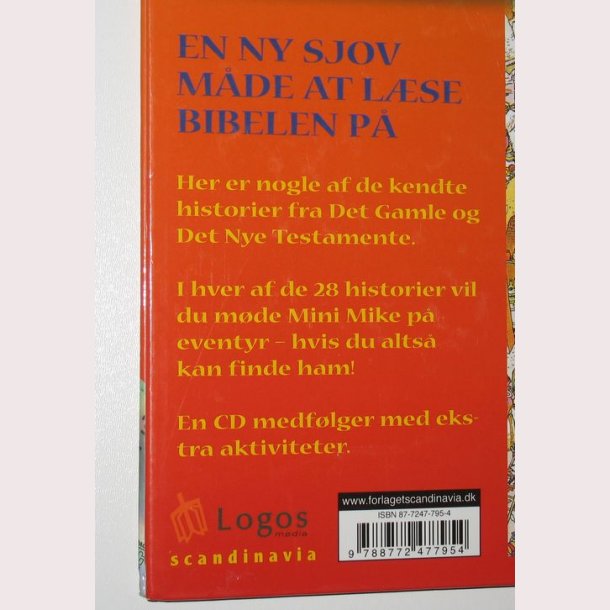 EN NY SJOV
MÅDE AT LÆSE
BIBELEN PÅ
Her er nogle af de kendte
historier fra Det Gamle og
Det Nye Testamente.
I hver af de 28 historier vil
du møde Mini Mike på
eventyr – hvis du altså
kan finde ham!
En CD medfølger med eks-
tra aktiviteter.
Logos
media
scandinavia
www.forlagetscandinavia.dk
ISBN 87-7247-795-4
9 788772 477954